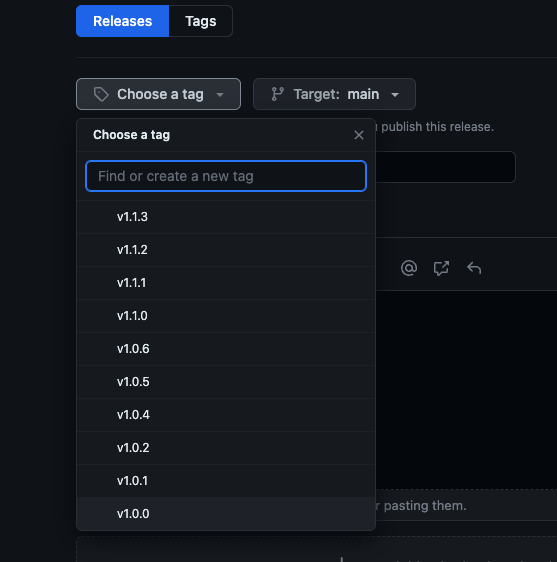 Releases Tags
Choose a tag Target: main
publish this release.
Choose a tag
Find or create a new tag
v1.1.3
v1.1.2
v1.1.1
v1.1.0
v1.0.6
v1.0.5
v1.0.4
v1.0.2
v1.0.1
v1.0.0
pasting them.